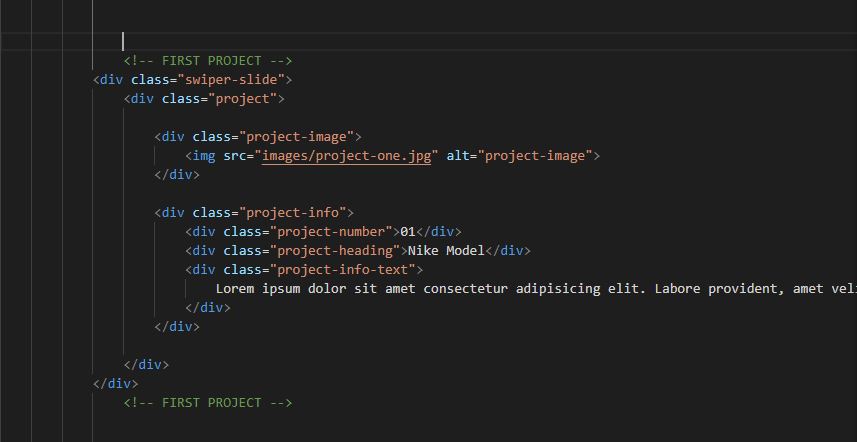 <!-- FIRST PROJECT -->
<div class="swiper-slide">
<div class="project">
<div class="project-image">
<img src="images/project-one.jpg" alt="project-image">
</div>
<div class="project-info">
<div class="project-number">01</div>
<div class="project-heading">Nike Model</div>
<div class="project-info-text">
Lorem ipsum dolor sit amet consectetur adipisicing elit. Labore provident, amet veli
</div>
</div>
</div>
</div>
<!-- FIRST PROJECT -->